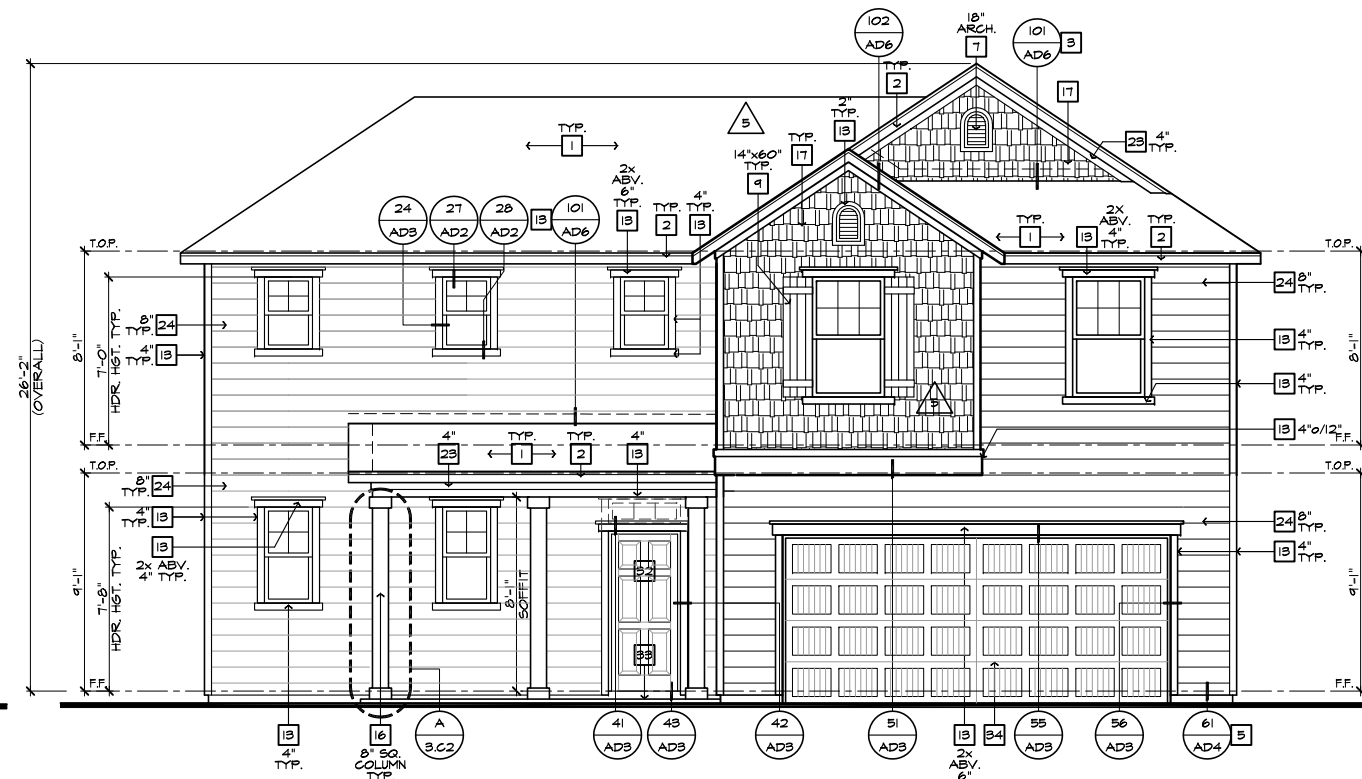 102
AD6
18"
ARCH.
7
101
AD6
3
TYP.
2
17
5
2"
TYP.
13
23
4"
TYP.
TYP.
1
TYP.
17
14"x60"
TYP.
9
2x
ABV.
6"
TYP.
13
24
AD3
27
AD2
28
AD2
13
101
AD6
TYP.
2
4"
TYP.
13
TYP.
1
2x
ABV.
4"
TYP.
13
TYP.
2
T.O.P.
T.O.P.
24
8"
TYP.
8"
TYP.
24
4"
TYP.
13
13
4"
TYP.
13
4"
TYP.
26'-2"
(OVERALL)
8'-1"
7'-0"
HDR. HGT. TYP.
8'-1"
5
F.F.
13
4"o/12"
F.F.
4"
23
TYP.
1
TYP.
2
4"
13
T.O.P.
T.O.P.
8"
TYP.
24
4"
TYP.
13
13
2x ABV.
4" TYP.
24
8"
TYP.
13
4"
TYP.
9'-1"
7'-8"
HDR. HGT. TYP.
8'-1"
SOFFIT
32
33
9'-1"
F.F.
F.F.
13
4"
TYP.
16
8" SQ.
COLUMN
TYP
A
3.C2
41
AD3
43
AD3
42
AD3
51
AD3
13
2x
ABV.
6"
34
55
AD3
56
AD3
61
AD4
5